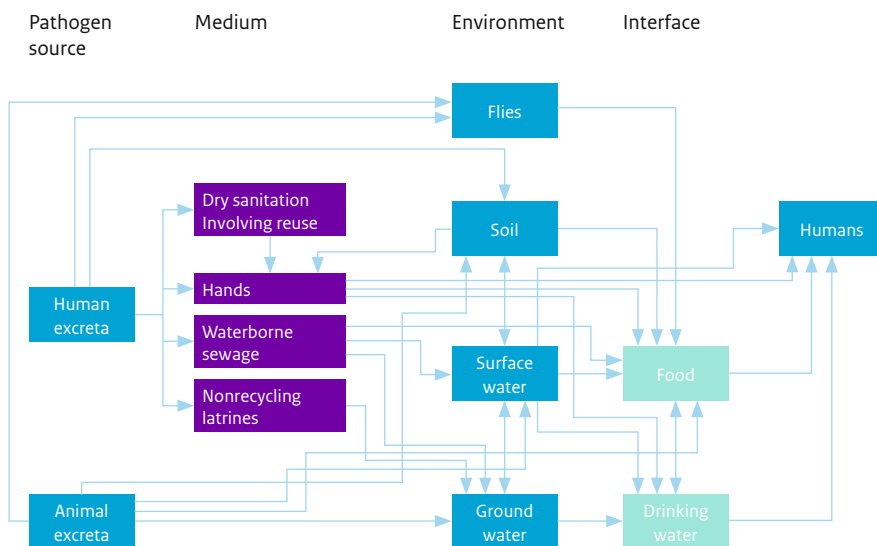 Pathogen
source
Medium
Environment
Interface
Flies
Dry sanitation
Involving reuse
Soil
Humans
Hands
Human
excreta
Waterborne
sewage
Surface
water
Food
Nonrecycling
latrines
Animal
excreta
Ground
water
Drinking
water